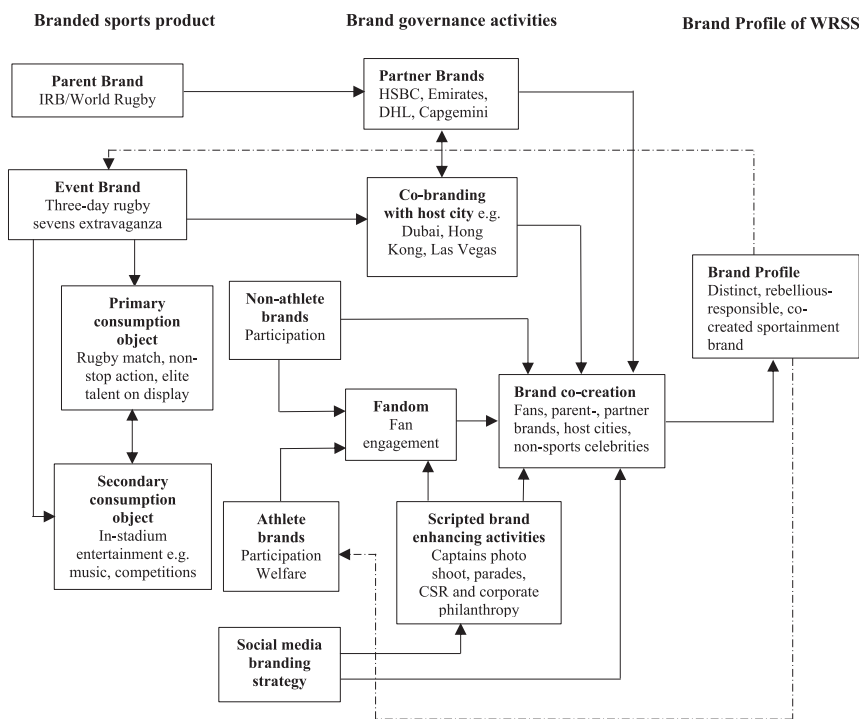 Branded sports product
Brand governance activities
Brand Profile of WRSS
Parent Brand
IRB/World Rugby
Partner Brands
HSBC, Emirates,
DHL, Capgemini
Event Brand
Three-day rugby
sevens extravaganza
Co-branding
with host city e.g.
Dubai, Hong
Kong, Las Vegas
Brand Profile
Distinct, rebellious-
responsible, co-
created sportainment
brand
Primary
consumption
object
Rugby match, non-
stop action, elite
talent on display
Non-athlete
brands
Participation
Fandom
Fan
engagement
Brand co-creation
Fans, parent-, partner
brands, host cities,
non-sports celebrities
Secondary
consumption
object
In-stadium
entertainment e.g.
music, competitions
Athlete
brands
Participation
Welfare
Scripted brand
enhancing activities
Captains photo
shoot, parades,
CSR and corporate
philanthropy
Social media
branding
strategy